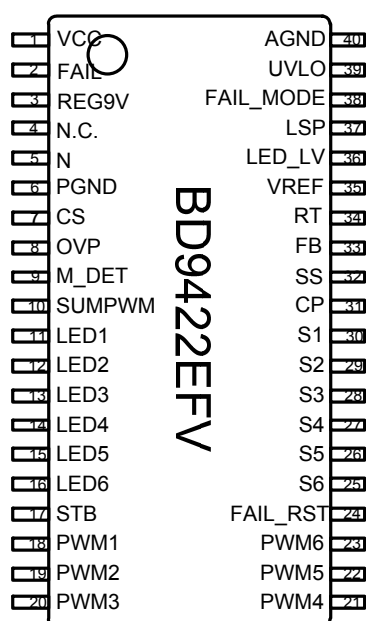 1 VCC AGND 40
2 FAIL UVLO 39
3 REG9V FAIL_MODE 38
4 N.C. LSP 37
5 N LED_LV 36
6 PGND VREF 35
7 CS RT 34
8 OVP FB 33
9 M_DET SS 32
10 SUMPWM CP 31
11 LED1 S1 30
12 LED2 S2 29
13 LED3 S3 28
14 LED4 S4 27
15 LED5 S5 26
16 LED6 S6 25
17 STB FAIL_RST 24
18 PWM1 PWM6 23
19 PWM2 PWM5 22
20 PWM3 PWM4 21
BD9422EFV